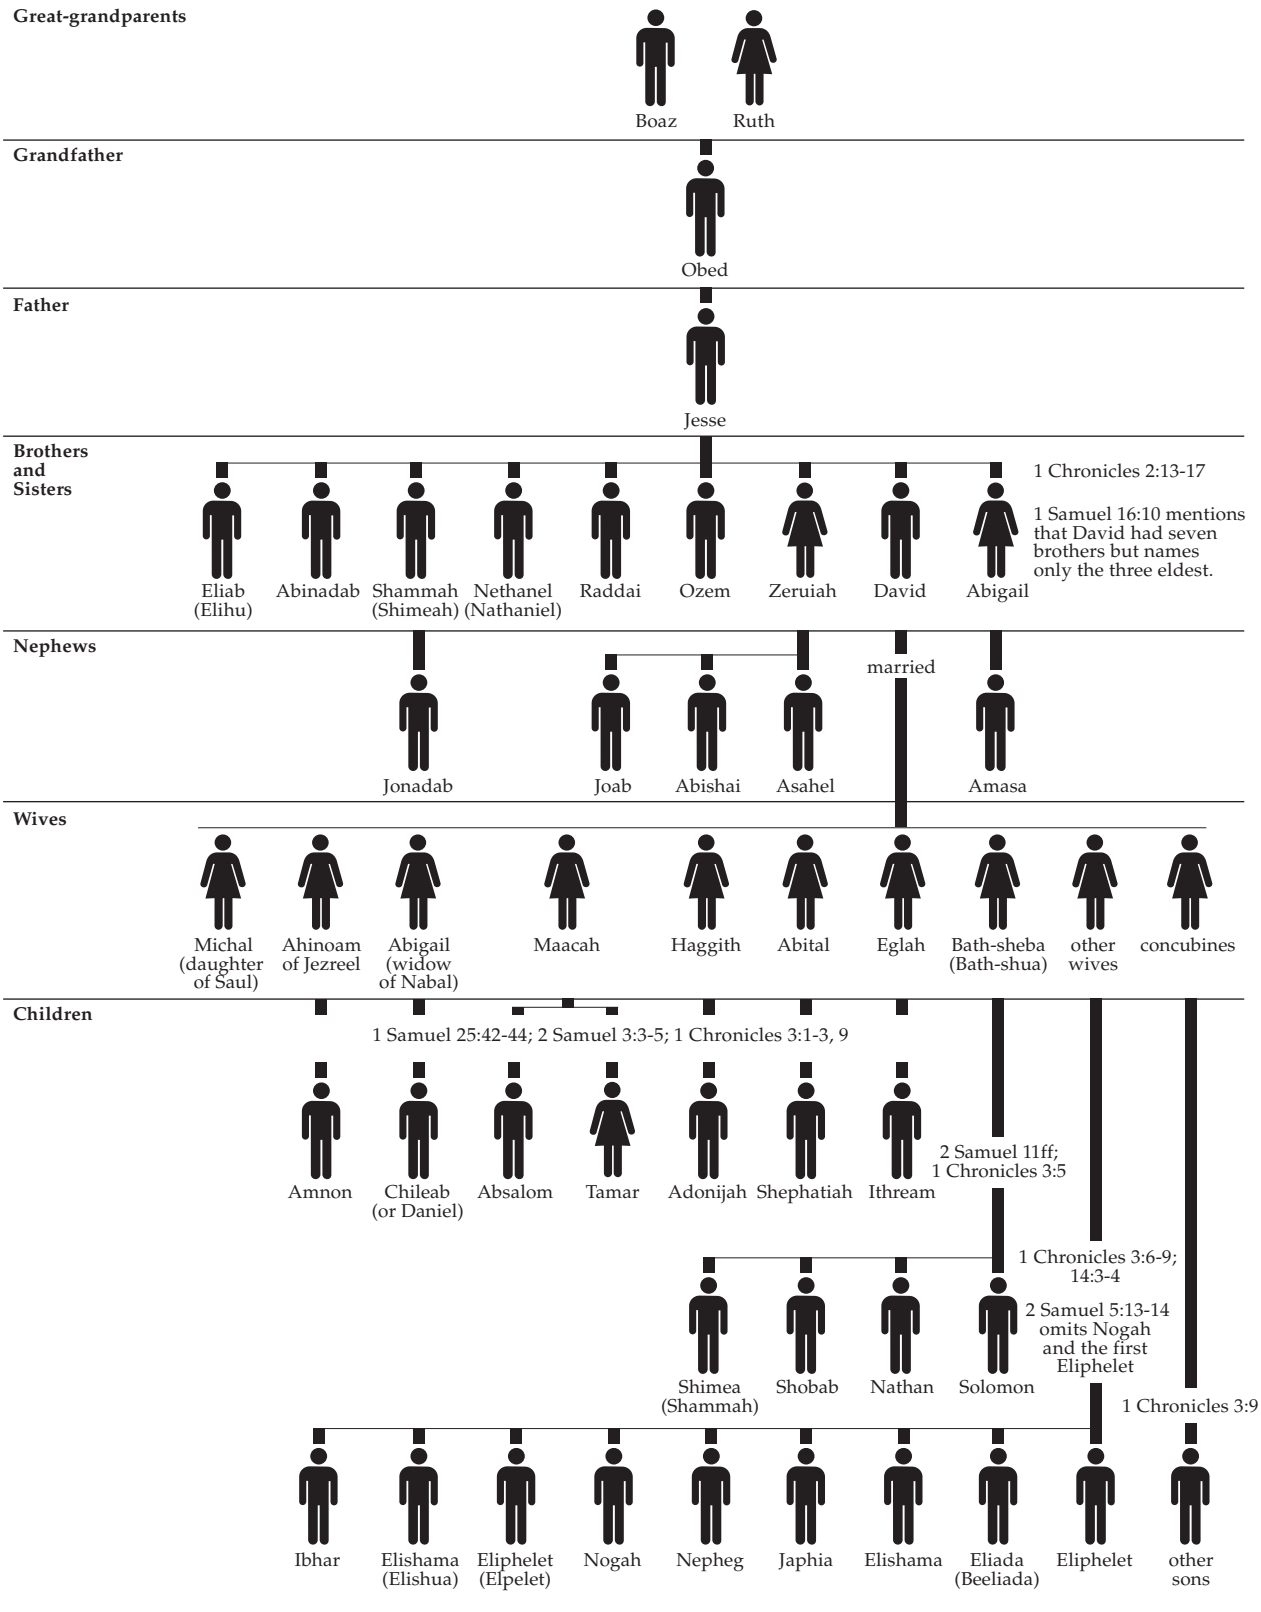 Great-grandparents
Boaz
Ruth
Grandfather
Obed
Father
Jesse
Brothers
and
Sisters
1 Chronicles 2:13-17
1 Samuel 16:10 mentions
that David had seven
brothers but names
only the three eldest.
Eliab
(Elihu)
Abinadab
Shammah
(Shimeah)
Nethanel
(Nathaniel)
Raddai
Ozem
Zeruiah
David
Abigail
Nephews
married
Jonadab
Joab
Abishai
Asahel
Amasa
Wives
Michal
(daughter
of Saul)
Ahinoam
of Jezreel
Abigail
(widow
of Nabal)
Maacah
Haggith
Abital
Eglah
Bath-sheba
(Bath-shua)
other
wives
concubines
Children
1 Samuel 25:42-44; 2 Samuel 3:3-5; 1 Chronicles 3:1-3, 9
Amnon
Chileab
(or Daniel)
Absalom
Tamar
Adonijah
Shephatiah
Ithream
2 Samuel 11ff;
1 Chronicles 3:5
1 Chronicles 3:6-9;
14:3-4
2 Samuel 5:13-14
omits Nogah
and the first
Eliphelet
Shimea
(Shammah)
Shobab
Nathan
Solomon
1 Chronicles 3:9
Ibhar
Elishama
(Elishua)
Eliphelet
(Elpelet)
Nogah
Nepheg
Japhia
Elishama
Eliada
(Beeliada)
Eliphelet
other
sons